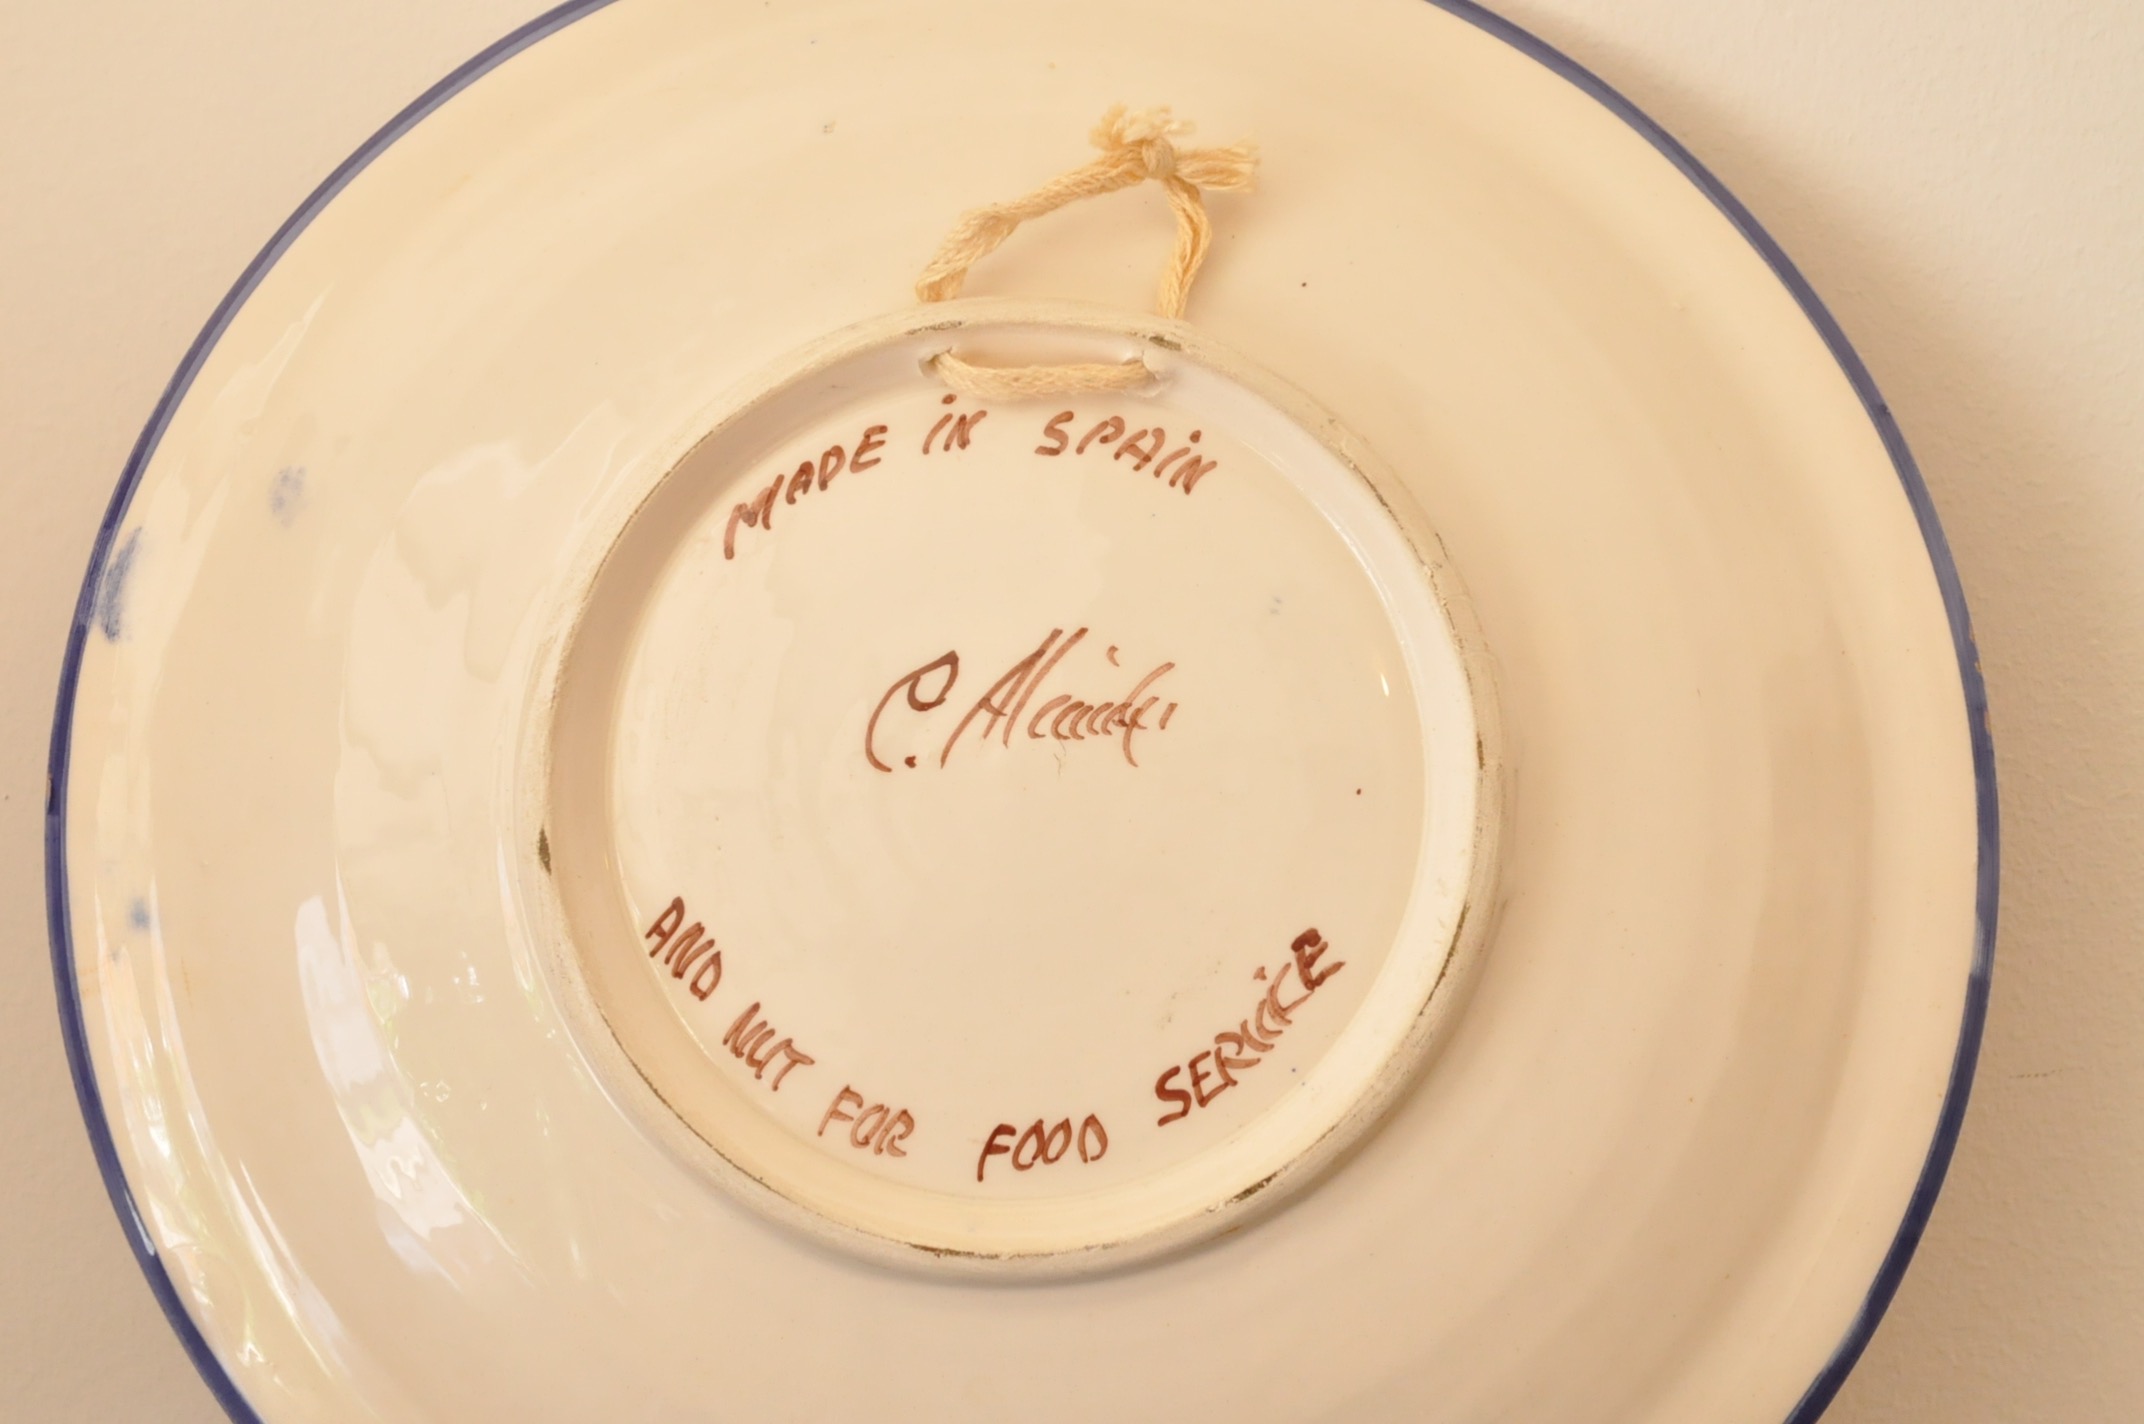 MADE iN SPAiN
C.
AND NUT FOR FOOD SERViCE